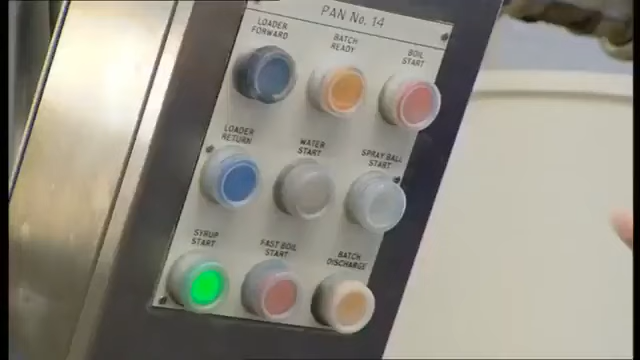 PAN No. 14
LOADER
FORWARD
BATCH
READY
BOIL
START
LOADER
RETURN
WATER
START
SPRAY BALL
START
SYRUP
START
FAST BOIL
START
BATCH
DISCHARGE